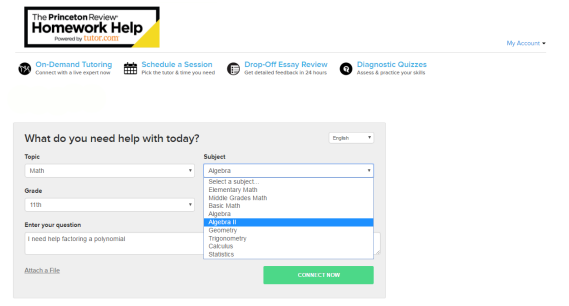 The Princeton Review
Homework Help
Powered by tutor.com
My Account
On-Demand Tutoring
Connect with a live expert now
Schedule a Session
Pick the tutor & time you need
Drop-Off Essay Review
Get detailed feedback in 24 hours
Diagnostic Quizzes
Assess & practice your skills
What do you need help with today?
English
Topic
Subject
Math
Algebra
Select a subject...
Elementary Math
Middle Grades Math
Basic Math
Algebra
Algebra II
Geometry
Trigonometry
Calculus
Statistics
Grade
11th
Enter your question
I need help factoring a polynomial
Attach a File
CONNECT NOW